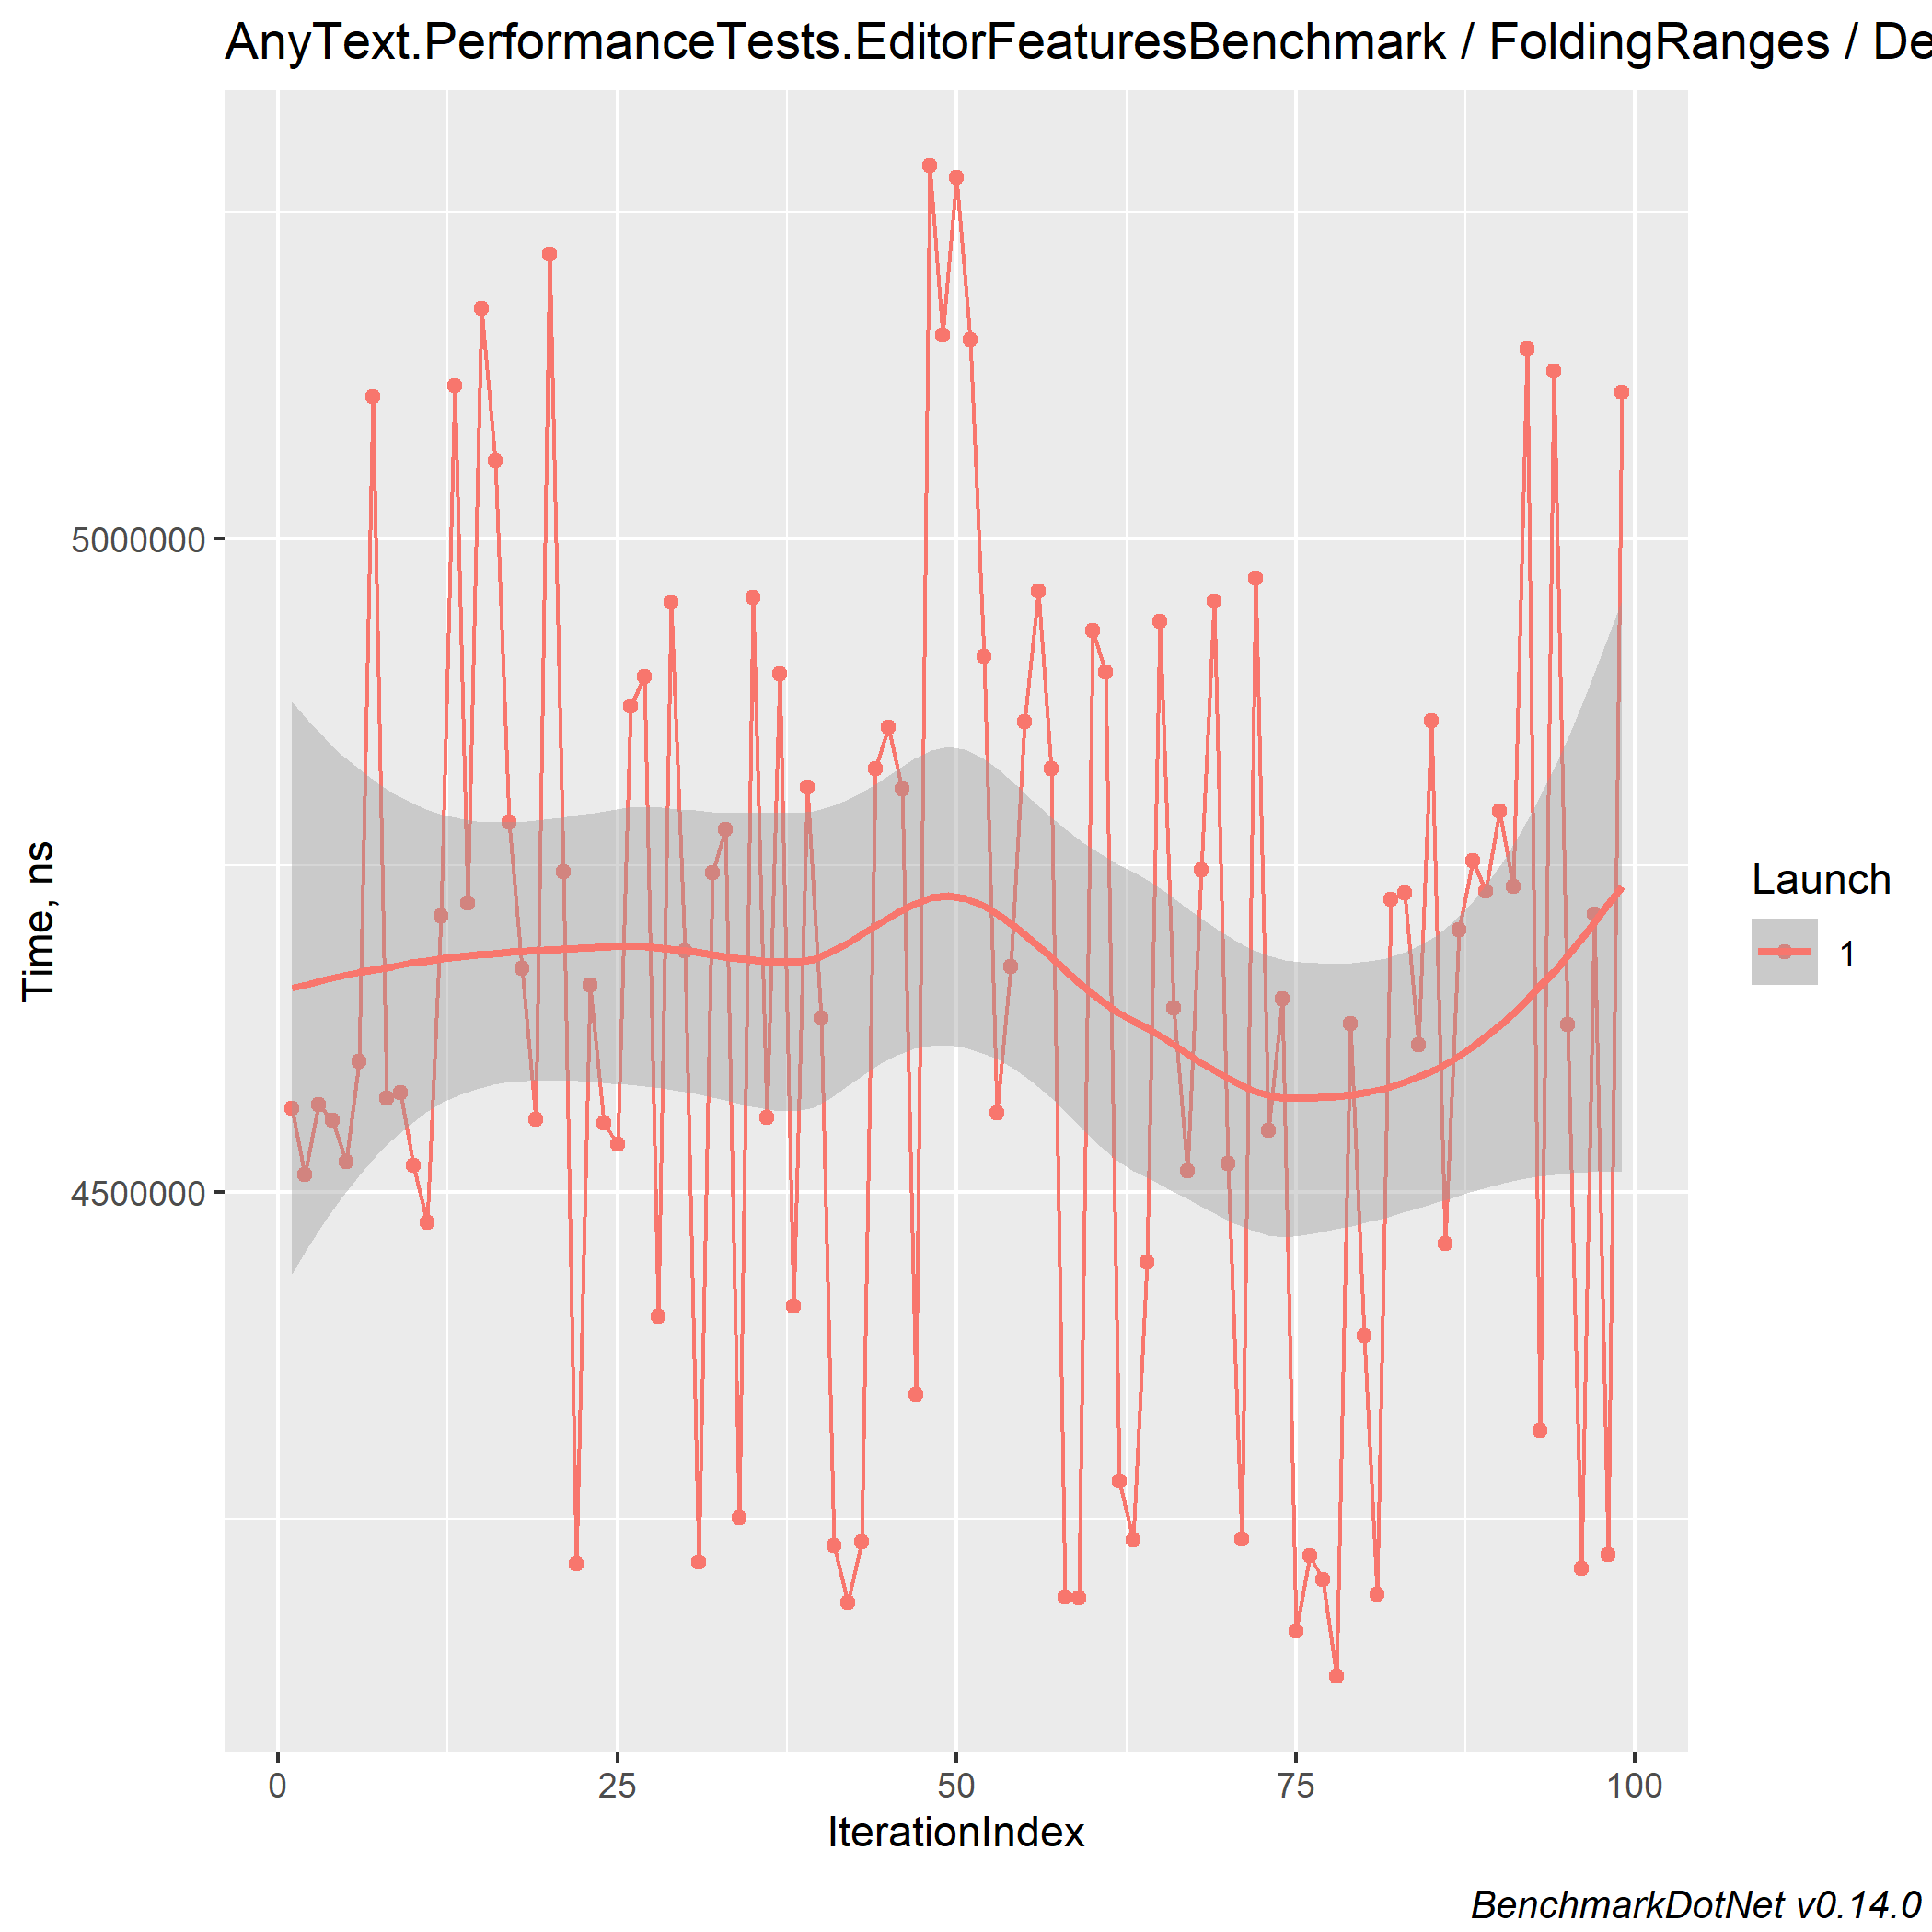 AnyText.PerformanceTests.EditorFeaturesBenchmark / FoldingRanges / De
5000000
4500000
Time, ns
0 25 50 75 100
IterationIndex
Launch
1
BenchmarkDotNet v0.14.0